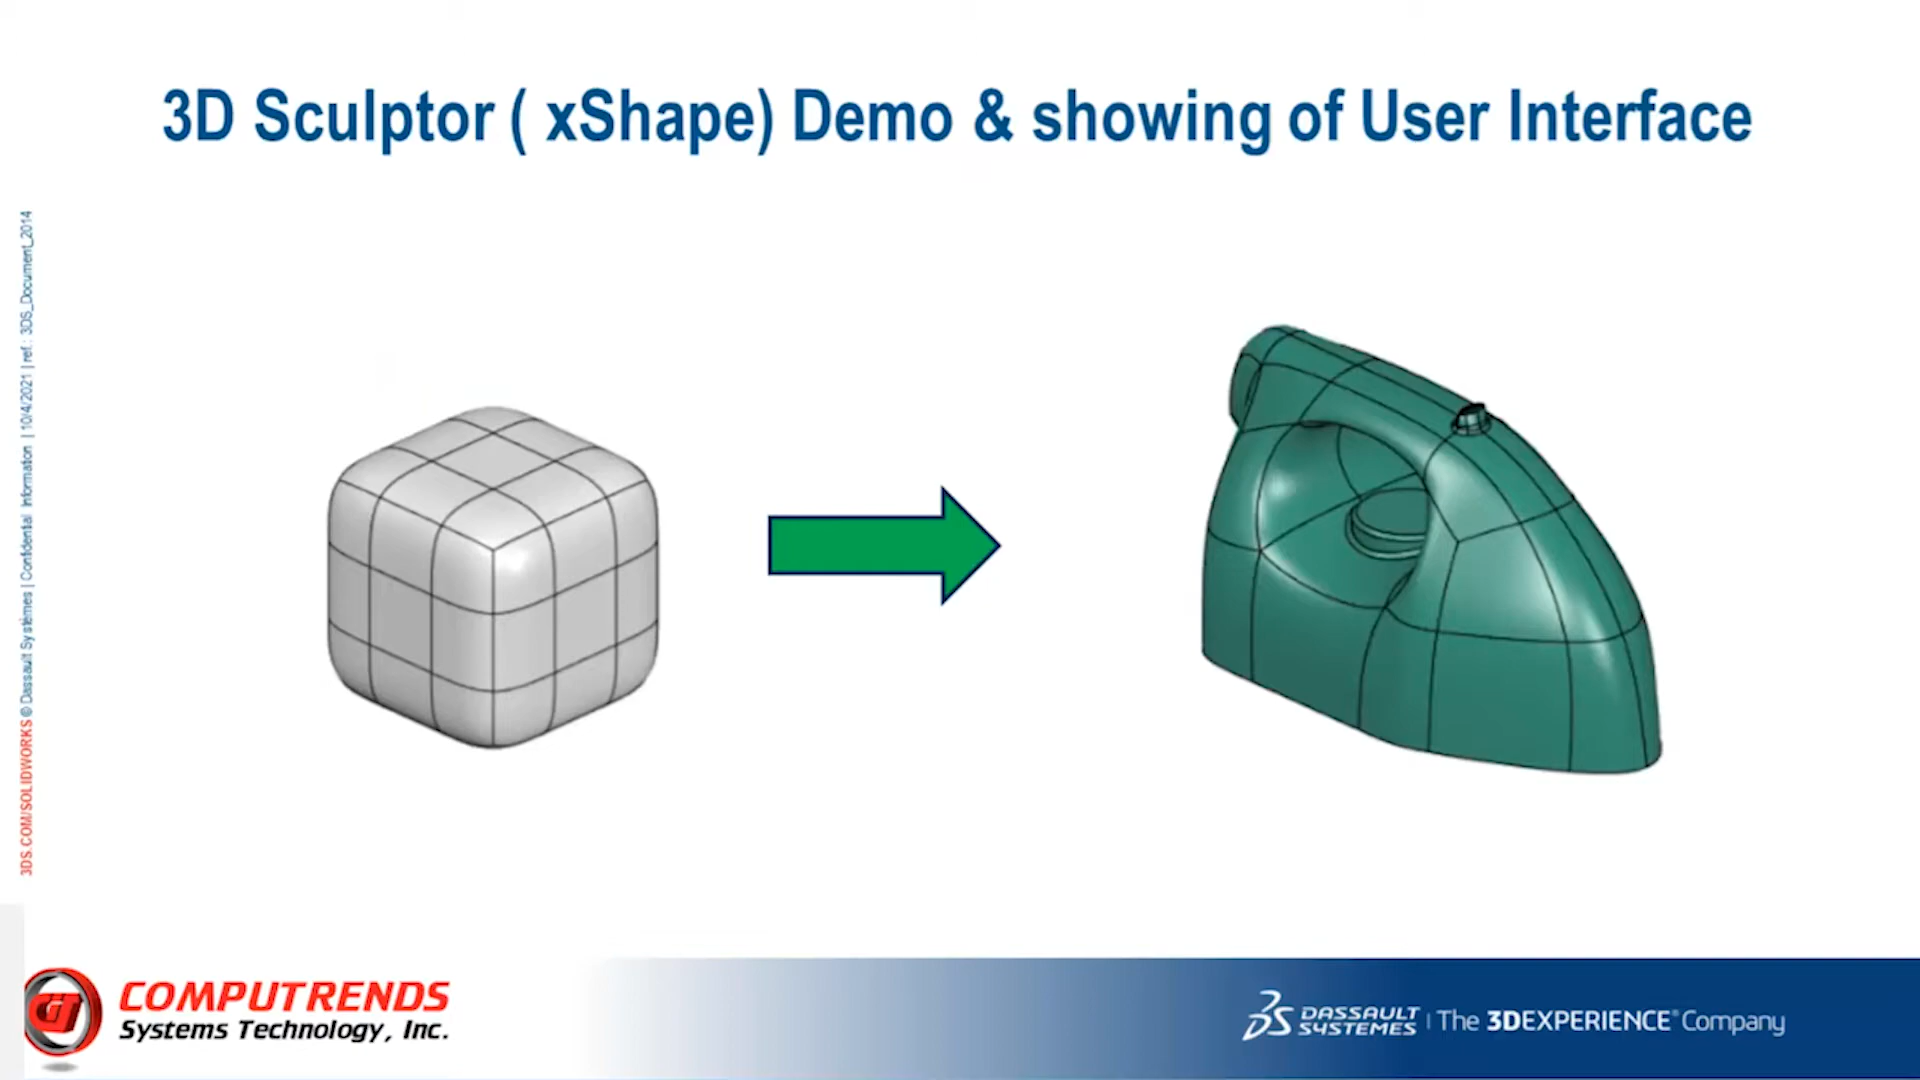 3D Sculptor ( xShape) Demo & showing of User Interface
3DS.COM/SOLIDWORKS © Dassault Systèmes | Confidential Information | 10/4/2021 | ref.: 3DS_Document_2014
COMPUTRENDS
Systems Technology, Inc.
DASSAULT
SYSTEMES
The 3DEXPERIENCE® Company